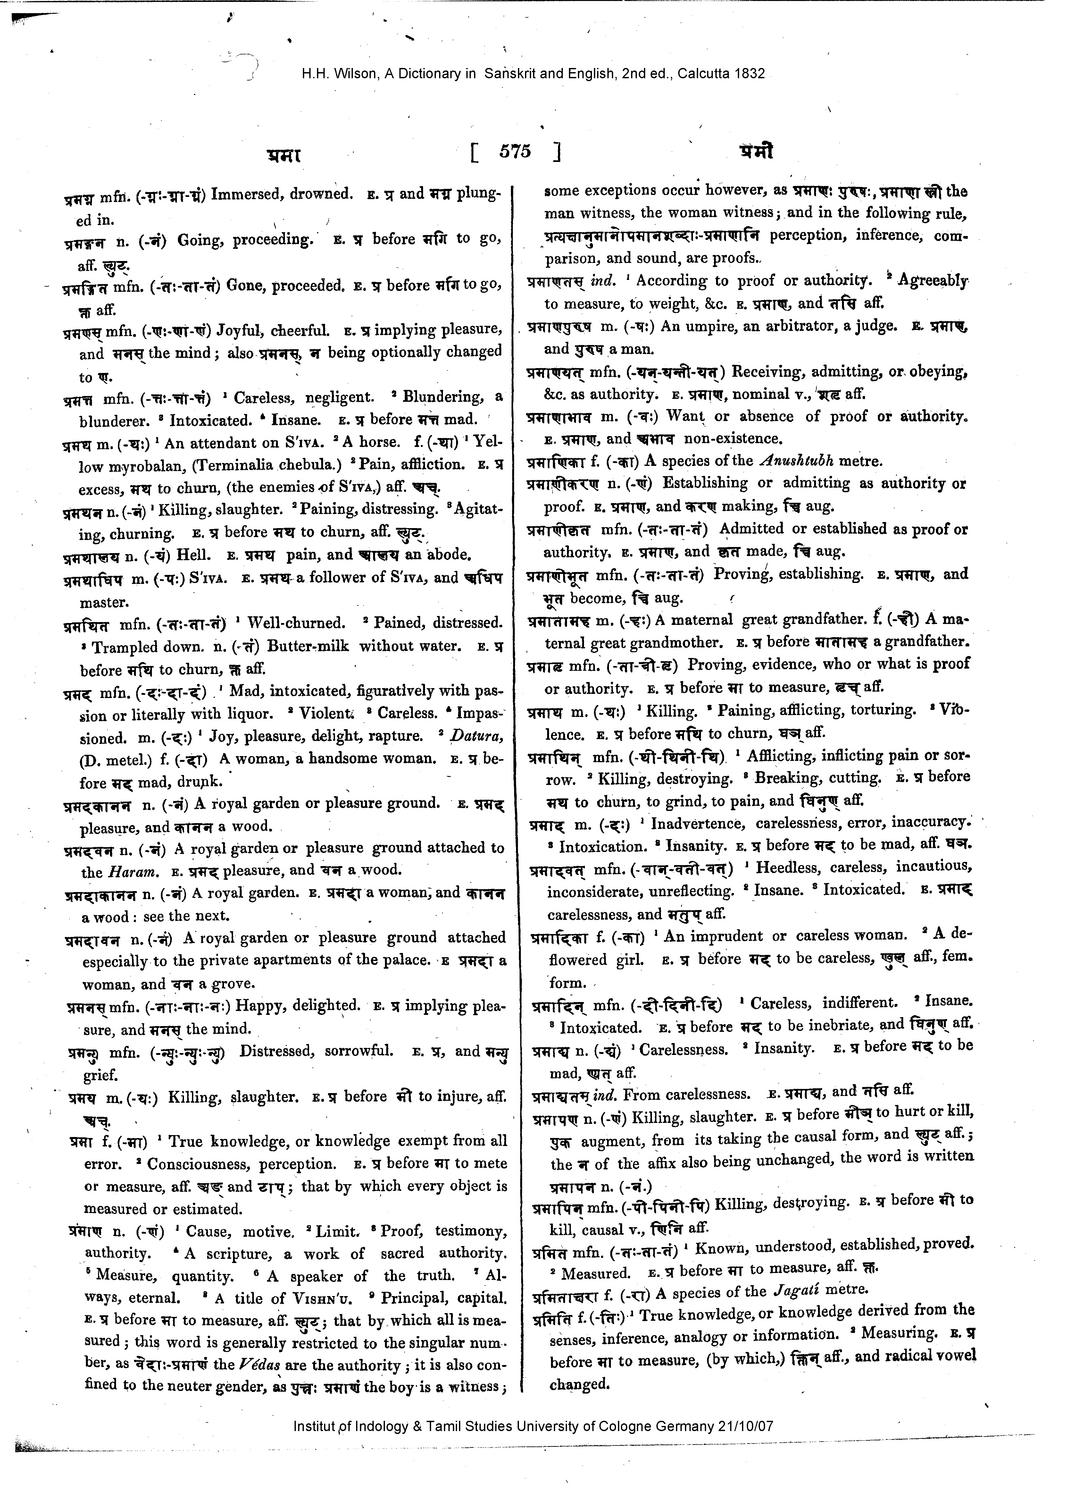 H.H. Wilson, A Dictionary in Sanskrit and English, 2nd ed., Calcutta 1832
प्रमा [ 575 ] प्रमी
प्रमग्न mfn. (-ग्नः-ग्ना-ग्नं) Immersed, drowned. E. प्र and मग्न plung-
ed in.
प्रमङ्गन n. (-नं) Going, proceeding. E. प्र before मगि to go,
aff. ल्युट्.
प्रमङ्गित mfn. (-तः-ता-तं) Gone, proceeded. E. प्र before मगि to go,
क्त aff.
प्रमणस् mfn. (-णः-णा-णं) Joyful, cheerful. E. प्र implying pleasure,
and मनस् the mind; also प्रमनस्, न being optionally changed
to ण.
प्रमत्त mfn. (-त्तः-त्ता-त्तं) ¹ Careless, negligent. ² Blundering, a
blunderer. ³ Intoxicated. ⁴ Insane. E. प्र before मत्त mad.
प्रमथ m. (-थः) ¹ An attendant on S'IVA. ² A horse. f. (-था) ¹ Yel-
low myrobalan, (Terminalia chebula.) ² Pain, affliction. E. प्र
excess, मथ to churn, (the enemies of S'IVA,) aff. अच्.
प्रमथन n. (-नं) ¹ Killing, slaughter. ² Paining, distressing. ³ Agitat-
ing, churning. E. प्र before मथ to churn, aff. ल्युट्.
प्रमथालय n. (-यं) Hell. E. प्रमथ pain, and आलय an abode.
प्रमथाधिप m. (-पः) S'IVA. E. प्रमथ a follower of S'IVA, and अधिप
master.
प्रमथित mfn. (-तः-ता-तं) ¹ Well-churned. ² Pained, distressed.
³ Trampled down. n. (-तं) Butter-milk without water. E. प्र
before मथि to churn, क्त aff.
प्रमद mfn. (-दः-दा-दं) ¹ Mad, intoxicated, figuratively with pas-
sion or literally with liquor. ² Violent. ³ Careless. ⁴ Impas-
sioned. m. (-दः) ¹ Joy, pleasure, delight, rapture. ² Datura,
(D. metel.) f. (-दा) A woman, a handsome woman. E. प्र be-
fore मद mad, drunk.
प्रमदकानन n. (-नं) A royal garden or pleasure ground. E. प्रमद
pleasure, and कानन a wood.
प्रमदवन n. (-नं) A royal garden or pleasure ground attached to
the Haram. E. प्रमद pleasure, and वन a wood.
प्रमदाकानन n. (-नं) A royal garden. E. प्रमदा a woman, and कानन
a wood: see the next.
प्रमदावन n. (-नं) A royal garden or pleasure ground attached
especially to the private apartments of the palace. E प्रमदा a
woman, and वन a grove.
प्रमनस् mfn. (-नाः-नाः-नः) Happy, delighted. E. प्र implying plea-
sure, and मनस् the mind.
प्रमन्यु mfn. (-न्युः-न्युः-न्यु) Distressed, sorrowful. E. प्र, and मन्यु
grief.
प्रमय m. (-यः) Killing, slaughter. E. प्र before मी to injure, aff.
अच्.
प्रमा f. (-मा) ¹ True knowledge, or knowledge exempt from all
error. ² Consciousness, perception. E. प्र before मा to mete
or measure, aff. अङ् and टाप्; that by which every object is
measured or estimated.
प्रमाण n. (-णं) ¹ Cause, motive. ² Limit. ³ Proof, testimony,
authority. ⁴ A scripture, a work of sacred authority.
⁵ Measure, quantity. ⁶ A speaker of the truth. ⁷ Al-
ways, eternal. ⁸ A title of VISHN'U. ⁹ Principal, capital.
E. प्र before मा to measure, aff. ल्युट्; that by which all is mea-
sured; this word is generally restricted to the singular num-
ber, as वेदाः-प्रमाणं the Védas are the authority; it is also con-
fined to the neuter gender, as पुत्रः प्रमाणं the boy is a witness;
some exceptions occur however, as प्रमाणः पुरुषः, प्रमाणा स्त्री the
man witness, the woman witness; and in the following rule,
प्रत्यक्षानुमानोपमानशब्दाः-प्रमाणानि perception, inference, com-
parison, and sound, are proofs.
प्रमाणतस् ind. ¹ According to proof or authority. ² Agreeably
to measure, to weight, &c. E. प्रमाण, and तसि aff.
प्रमाणपुरुष m. (-षः) An umpire, an arbitrator, a judge. E. प्रमाण,
and पुरुष a man.
प्रमाणयत् mfn. (-यन्-यन्ती-यत्) Receiving, admitting, or obeying,
&c. as authority. E. प्रमाण, nominal v., शतृ aff.
प्रमाणाभाव m. (-वः) Want or absence of proof or authority.
E. प्रमाण, and अभाव non-existence.
प्रमाणिका f. (-का) A species of the Anushtubh metre.
प्रमाणीकरण n. (-णं) Establishing or admitting as authority or
proof. E. प्रमाण, and करण making, च्वि aug.
प्रमाणीकृत mfn. (-तः-ता-तं) Admitted or established as proof or
authority. E. प्रमाण, and कृत made, च्वि aug.
प्रमाणीभूत mfn. (-तः-ता-तं) Proving, establishing. E. प्रमाण, and
भूत become, च्वि aug.
प्रमातामह m. (-हः) A maternal great grandfather. f. (-ही) A ma-
ternal great grandmother. E. प्र before मातामह a grandfather.
प्रमातृ mfn. (-ता-त्री-तृ) Proving, evidence, who or what is proof
or authority. E. प्र before मा to measure, तृच् aff.
प्रमाथ m. (-थः) ¹ Killing. ² Paining, afflicting, torturing. ³ Vio-
lence. E. प्र before मथि to churn, घञ् aff.
प्रमाथिन् mfn. (-थी-थिनी-थि) ¹ Afflicting, inflicting pain or sor-
row. ² Killing, destroying. ³ Breaking, cutting. E. प्र before
मथ to churn, to grind, to pain, and घिनुण् aff.
प्रमाद m. (-दः) ¹ Inadvertence, carelessness, error, inaccuracy.
² Intoxication. ³ Insanity. E. प्र before मद to be mad, aff. घञ्.
प्रमादवत् mfn. (-वान्-वती-वत्) ¹ Heedless, careless, incautious,
inconsiderate, unreflecting. ² Insane. ³ Intoxicated. E. प्रमाद
carelessness, and मतुप् aff.
प्रमादिका f. (-का) ¹ An imprudent or careless woman. ² A de-
flowered girl. E. प्र before मद to be careless, ण्वुल् aff., fem.
form.
प्रमादिन् mfn. (-दी-दिनी-दि) ¹ Careless, indifferent. ² Insane.
³ Intoxicated. E. प्र before मद to be inebriate, and घिनुण् aff.
प्रमाद्य n. (-द्यं) ¹ Carelessness. ² Insanity. E. प्र before मद to be
mad, ण्यत् aff.
प्रमाद्यतस् ind. From carelessness. E. प्रमाद्य, and तसि aff.
प्रमापण n. (-णं) Killing, slaughter. E. प्र before मीञ् to hurt or kill,
पुक augment, from its taking the causal form, and ल्युट् aff.;
the न of the affix also being unchanged, the word is written
प्रमापन n. (-नं.)
प्रमापिन् mfn. (-पी-पिनी-पि) Killing, destroying. E. प्र before मी to
kill, causal v., णिनि aff.
प्रमित mfn. (-तः-ता-तं) ¹ Known, understood, established, proved.
² Measured. E. प्र before मा to measure, aff. क्त.
प्रमिताक्षरा f. (-रा) A species of the Jagatí metre.
प्रमिति f. (-तिः) ¹ True knowledge, or knowledge derived from the
senses, inference, analogy or information. ² Measuring. E. प्र
before मा to measure, (by which,) क्तिन् aff., and radical vowel
changed.
Institut of Indology & Tamil Studies University of Cologne Germany 21/10/07